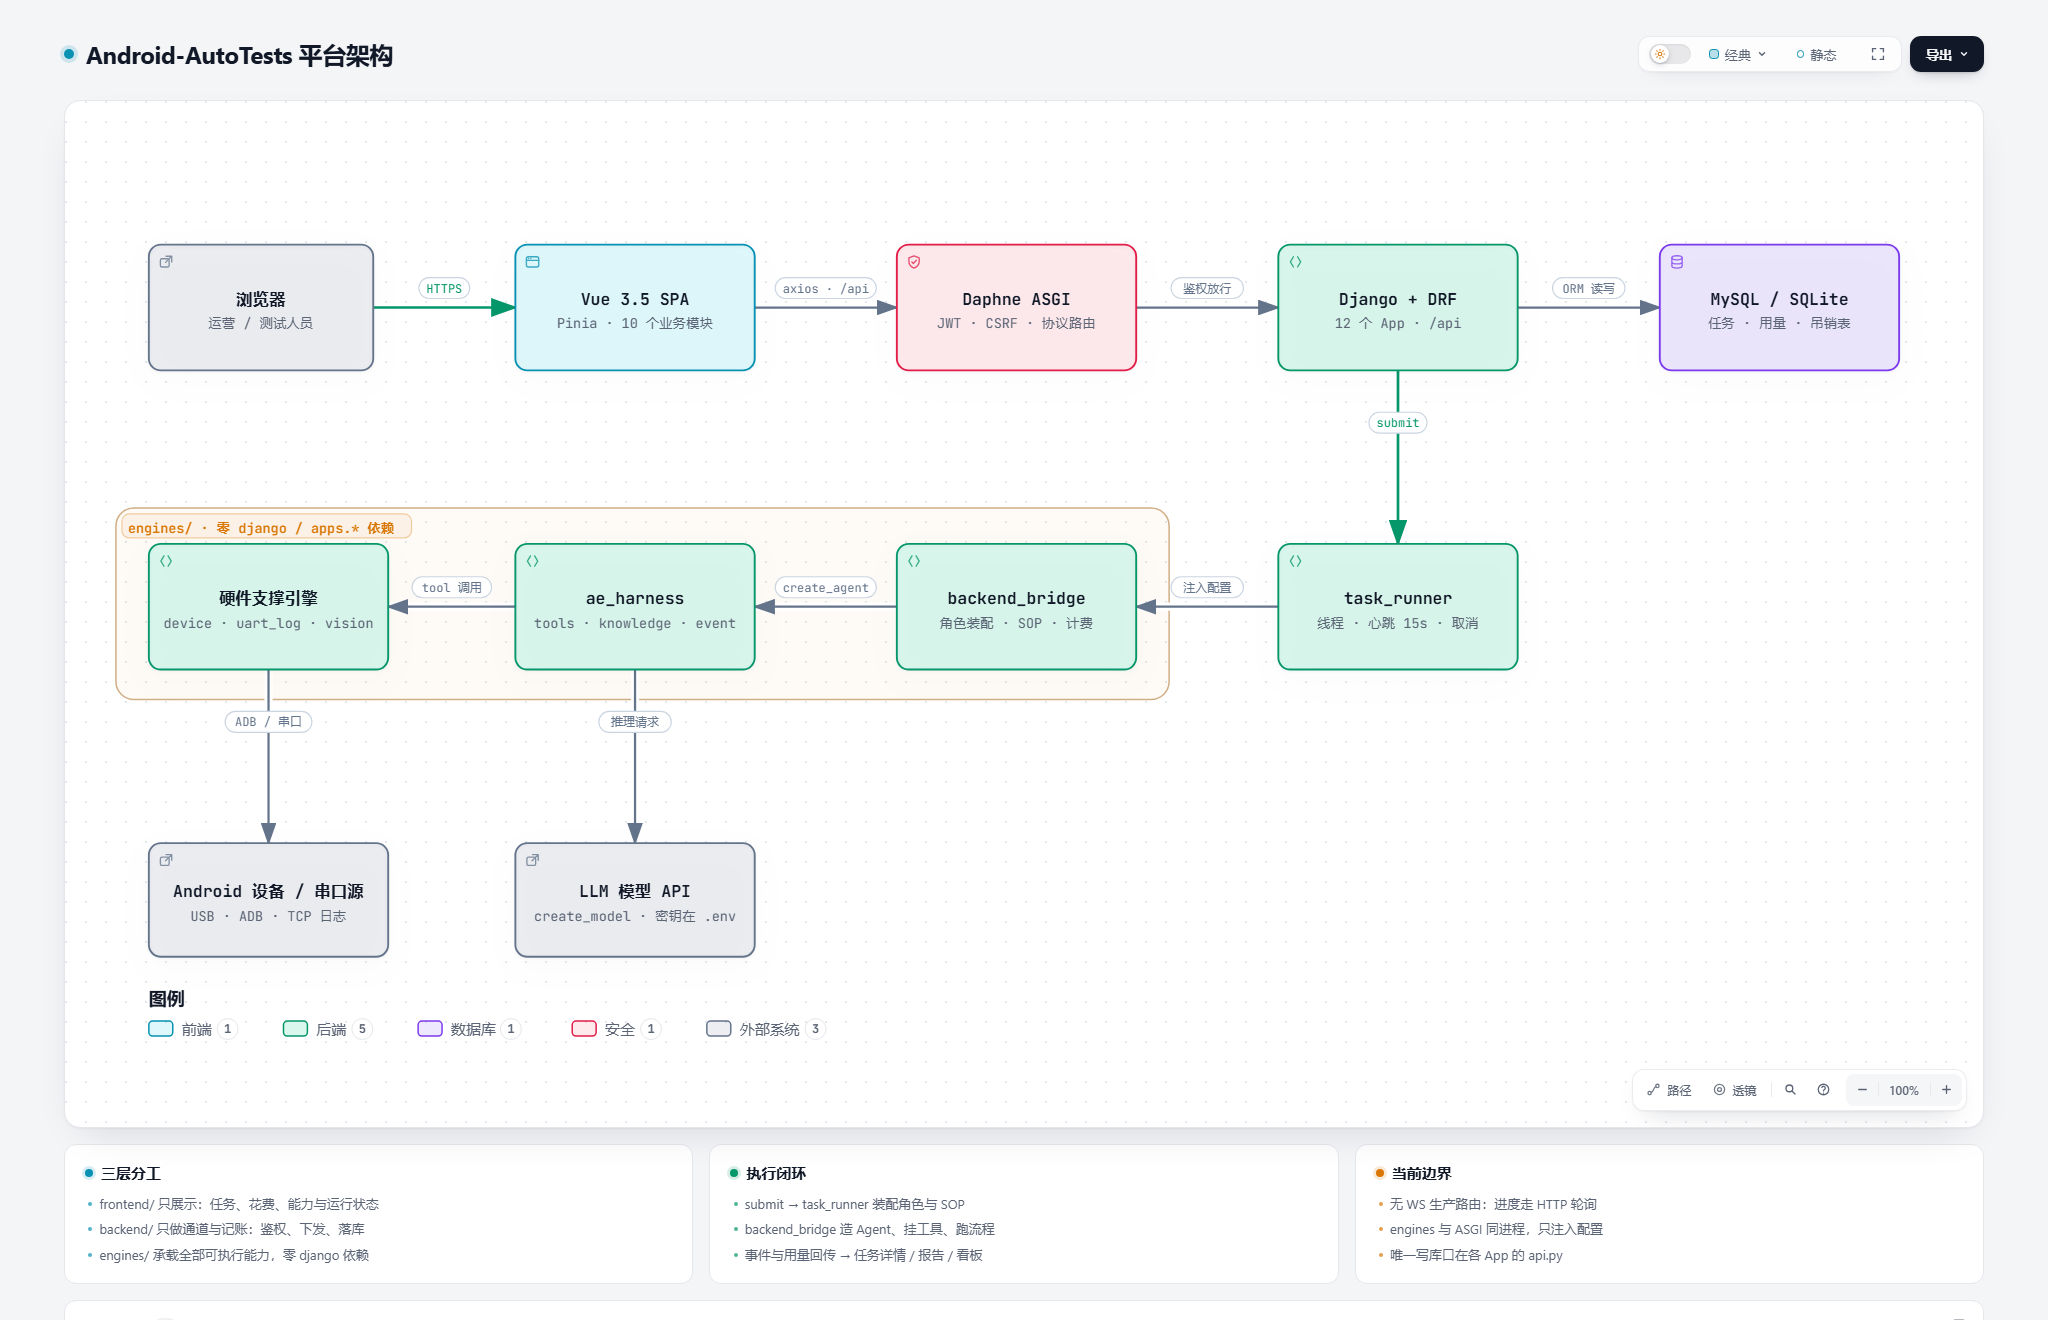 Android-AutoTests 平台架构
经典
静态
导出
浏览器
运营 / 测试人员
HTTPS
Vue 3.5 SPA
Pinia · 10 个业务模块
axios · /api
Daphne ASGI
JWT · CSRF · 协议路由
鉴权放行
Django + DRF
12 个 App · /api
ORM 读写
MySQL / SQLite
任务 · 用量 · 吊销表
submit
engines/ · 零 django / apps.* 依赖
硬件支撑引擎
device · uart_log · vision
tool 调用
ae_harness
tools · knowledge · event
create_agent
backend_bridge
角色装配 · SOP · 计费
注入配置
task_runner
线程 · 心跳 15s · 取消
ADB / 串口
推理请求
Android 设备 / 串口源
USB · ADB · TCP 日志
LLM 模型 API
create_model · 密钥在 .env
图例
前端 1
后端 5
数据库 1
安全 1
外部系统 3
路径
透镜
100%
三层分工
frontend/ 只展示：任务、花费、能力与运行状态
backend/ 只做通道与记账：鉴权、下发、落库
engines/ 承载全部可执行能力，零 django 依赖
执行闭环
submit → task_runner 装配角色与 SOP
backend_bridge 造 Agent、挂工具、跑流程
事件与用量回传 → 任务详情 / 报告 / 看板
当前边界
无 WS 生产路由：进度走 HTTP 轮询
engines 与 ASGI 同进程，只注入配置
唯一写库口在各 App 的 api.py